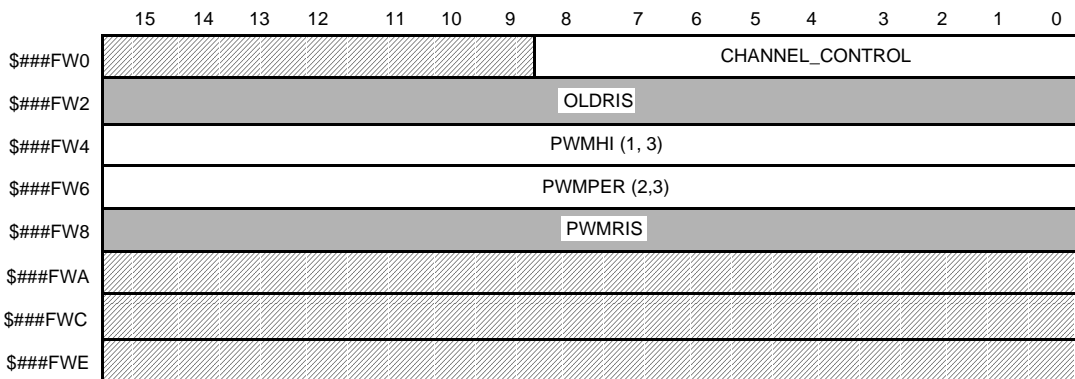 15 14 13 12 11 10 9 8 7 6 5 4 3 2 1 0
$###FW0 CHANNEL_CONTROL
$###FW2 OLDRIS
$###FW4 PWMHI (1, 3)
$###FW6 PWMPER (2,3)
$###FW8 PWMRIS
$###FWA
$###FWC
$###FWE